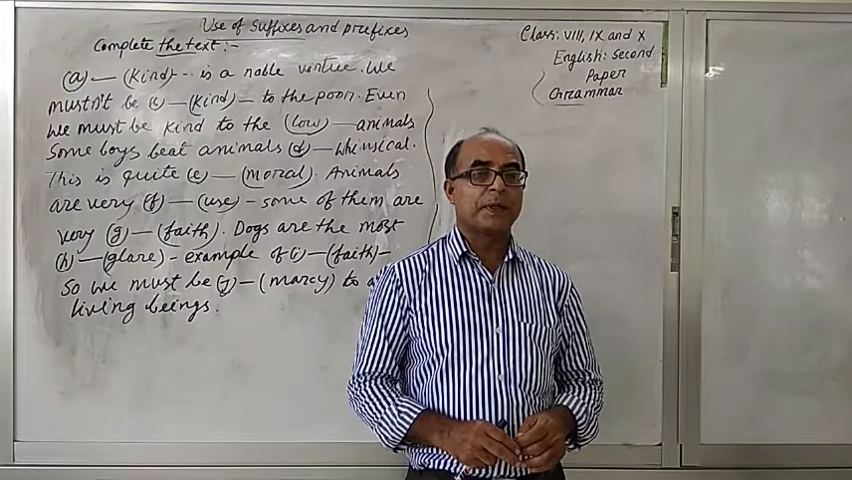 Use of suffixes and prefixes
Complete the text :-
(a) — (Kind)-- is a noble virtue. We
mustn't be (b) — (Kind) — to the poor. Even
We must be kind to the (low) — animals
Some boys beat animals (d) — whimsical.
This is quite (e) — (moral). Animals
are very (f) — (use) - some of them are
very (g) — (faith). Dogs are the most
(h) — (glare) - example of (i) — (faith) -
So we must be (j) — (marcy) to a
living beings.
Class: VIII, IX and X
English: Second
Paper
Grammar